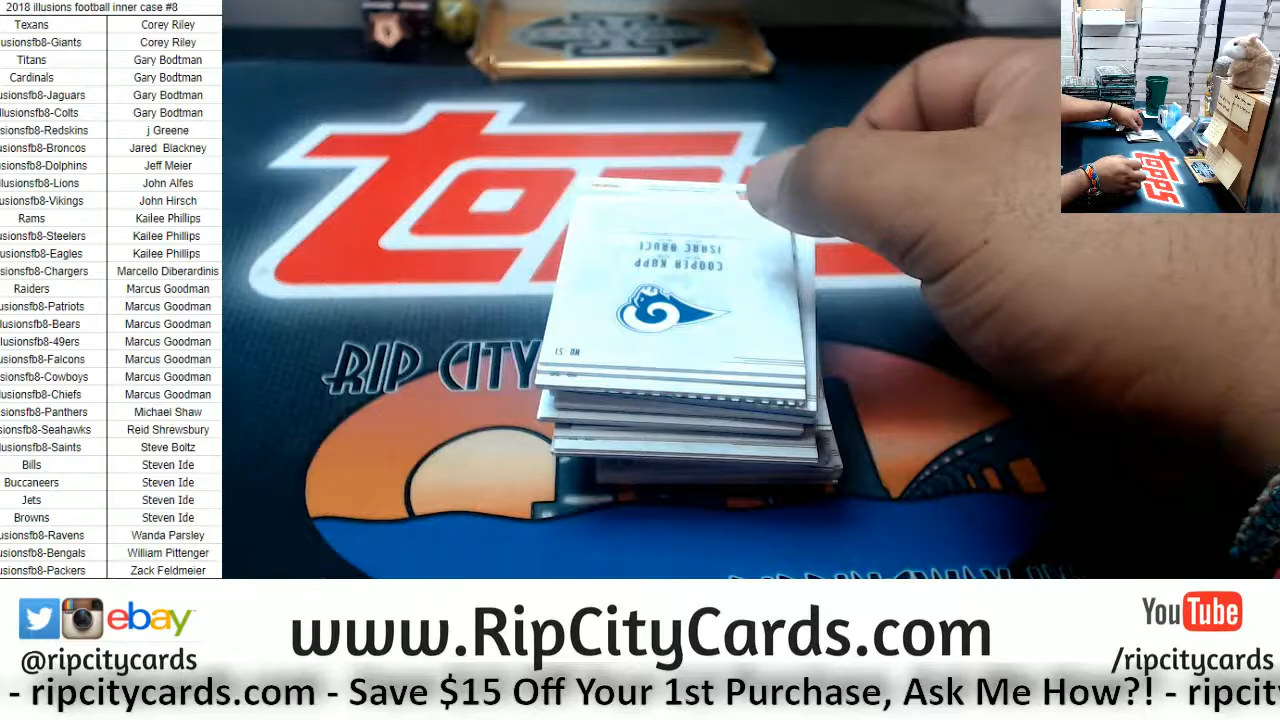 2018 illusions football inner case #8
Texans Corey Riley
lusionsfb8-Giants Corey Riley
Titans Gary Bodtman
Cardinals Gary Bodtman
usionsfb8-Jaguars Gary Bodtman
llusionsfb8-Colts Gary Bodtman
sionsfb8-Redskins j Greene
sionsfb8-Broncos Jared Blackney
sionsfb8-Dolphins Jeff Meier
llusionsfb8-Lions John Alfes
usionsfb8-Vikings John Hirsch
Rams Kailee Phillips
usionsfb8-Steelers Kailee Phillips
usionsfb8-Eagles Kailee Phillips
sionsfb8-Chargers Marcello Diberardinis
Raiders Marcus Goodman
usionsfb8-Patriots Marcus Goodman
lusionsfb8-Bears Marcus Goodman
lusionsfb8-49ers Marcus Goodman
usionsfb8-Falcons Marcus Goodman
sionsfb8-Cowboys Marcus Goodman
lusionsfb8-Chiefs Marcus Goodman
sionsfb8-Panthers Michael Shaw
sionsfb8-Seahawks Reid Shrewsbury
lusionsfb8-Saints Steve Boltz
Bills Steven Ide
Buccaneers Steven Ide
Jets Steven Ide
Browns Steven Ide
usionsfb8-Ravens Wanda Parsley
usionsfb8-Bengals William Pittenger
usionsfb8-Packers Zack Feldmeier
COOPER KUPP
ISAAC BRUCE
NO. 51
RIP CITY
topps
ebay
@ripcitycards
www.RipCityCards.com
YouTube
/ripcitycards
- ripcitycards.com - Save $15 Off Your 1st Purchase, Ask Me How?! - ripcit